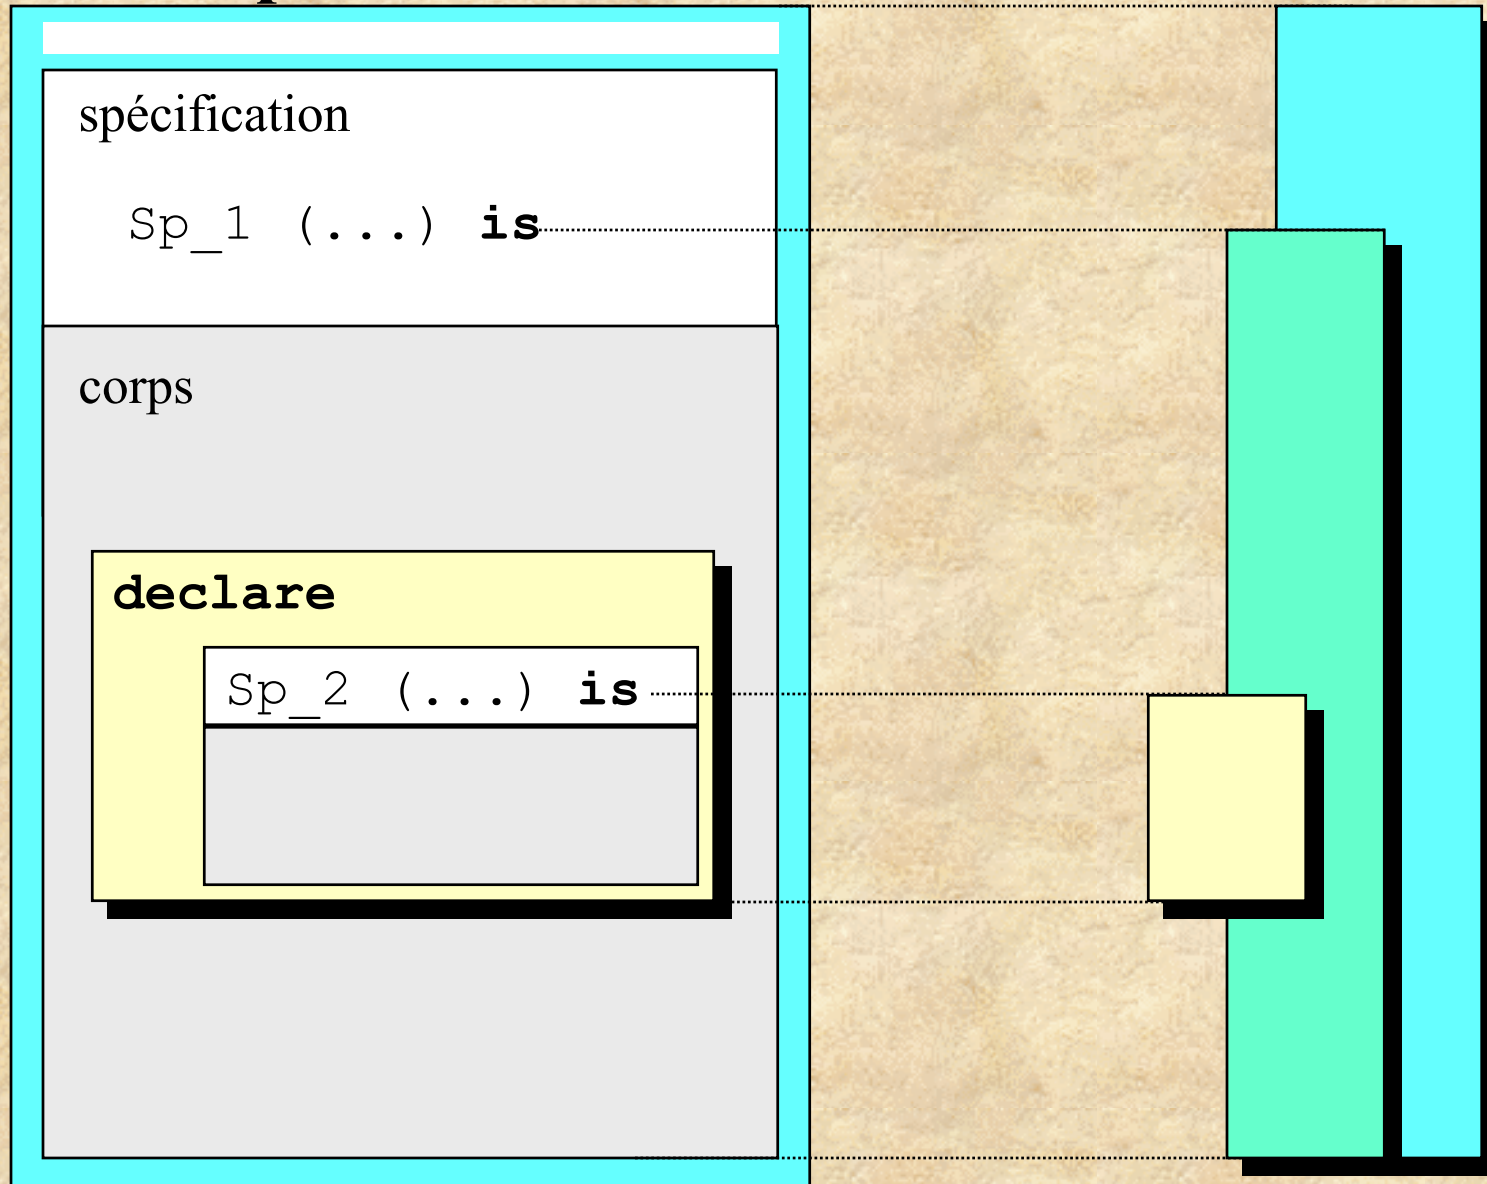 spécification
Sp_1 (...) is
corps
declare
Sp_2 (...) is